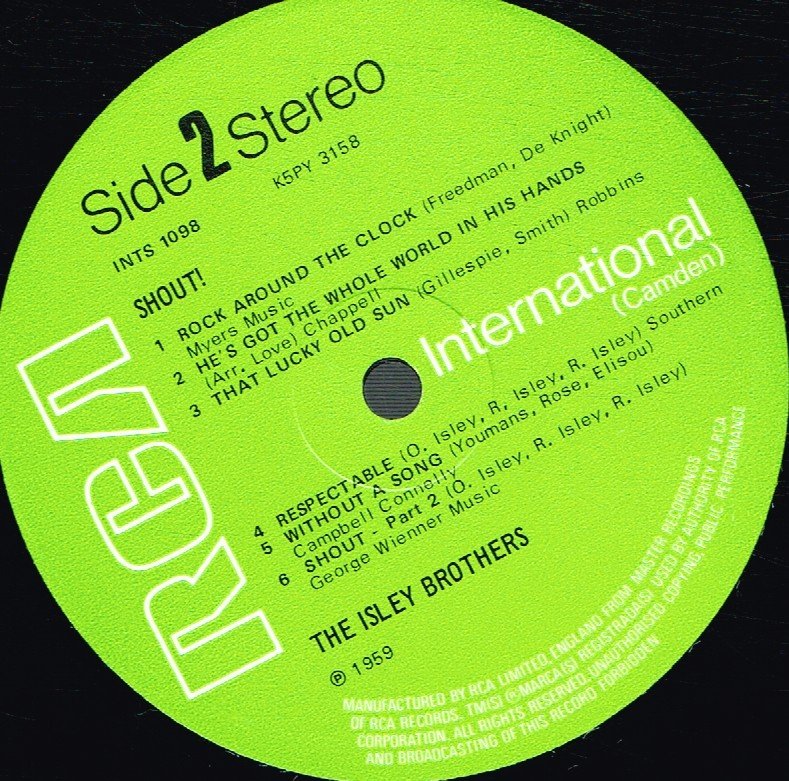 Side 2 Stereo
INTS 1098
K5PY 3158
SHOUT!
1 ROCK AROUND THE CLOCK (Freedman, De Knight)
Myers Music
2 HE'S GOT THE WHOLE WORLD IN HIS HANDS
(Arr. Love) Chappell
3 THAT LUCKY OLD SUN (Gillespie, Smith) Robbins
International
(Camden)
RCA
4 RESPECTABLE (O. Isley, R, Isley, R. Isley) Southern
5 WITHOUT A SONG (Youmans, Rose, Elisou)
Campbell Connelly
6 SHOUT - Part 2 (O. Isley, R. Isley, R. Isley)
George Wienner Music
THE ISLEY BROTHERS
℗ 1959
MANUFACTURED BY RCA LIMITED, ENGLAND FROM MASTER RECORDINGS
OF RCA RECORDS. TM(S) ® MARCA(S) REGISTRADA(S) USED BY AUTHORITY OF RCA
CORPORATION. ALL RIGHTS RESERVED. UNAUTHORISED COPYING PUBLIC PERFORMANCE
AND BROADCASTING OF THIS RECORD FORBIDDEN